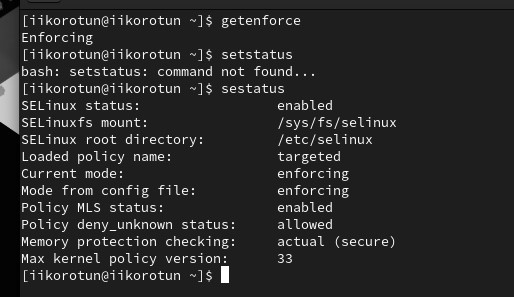 [iikorotun@iikorotun ~]$ getenforce
Enforcing
[iikorotun@iikorotun ~]$ setstatus
bash: setstatus: command not found...
[iikorotun@iikorotun ~]$ sestatus
SELinux status:                 enabled
SELinuxfs mount:                /sys/fs/selinux
SELinux root directory:         /etc/selinux
Loaded policy name:             targeted
Current mode:                   enforcing
Mode from config file:          enforcing
Policy MLS status:              enabled
Policy deny_unknown status:     allowed
Memory protection checking:     actual (secure)
Max kernel policy version:      33
[iikorotun@iikorotun ~]$